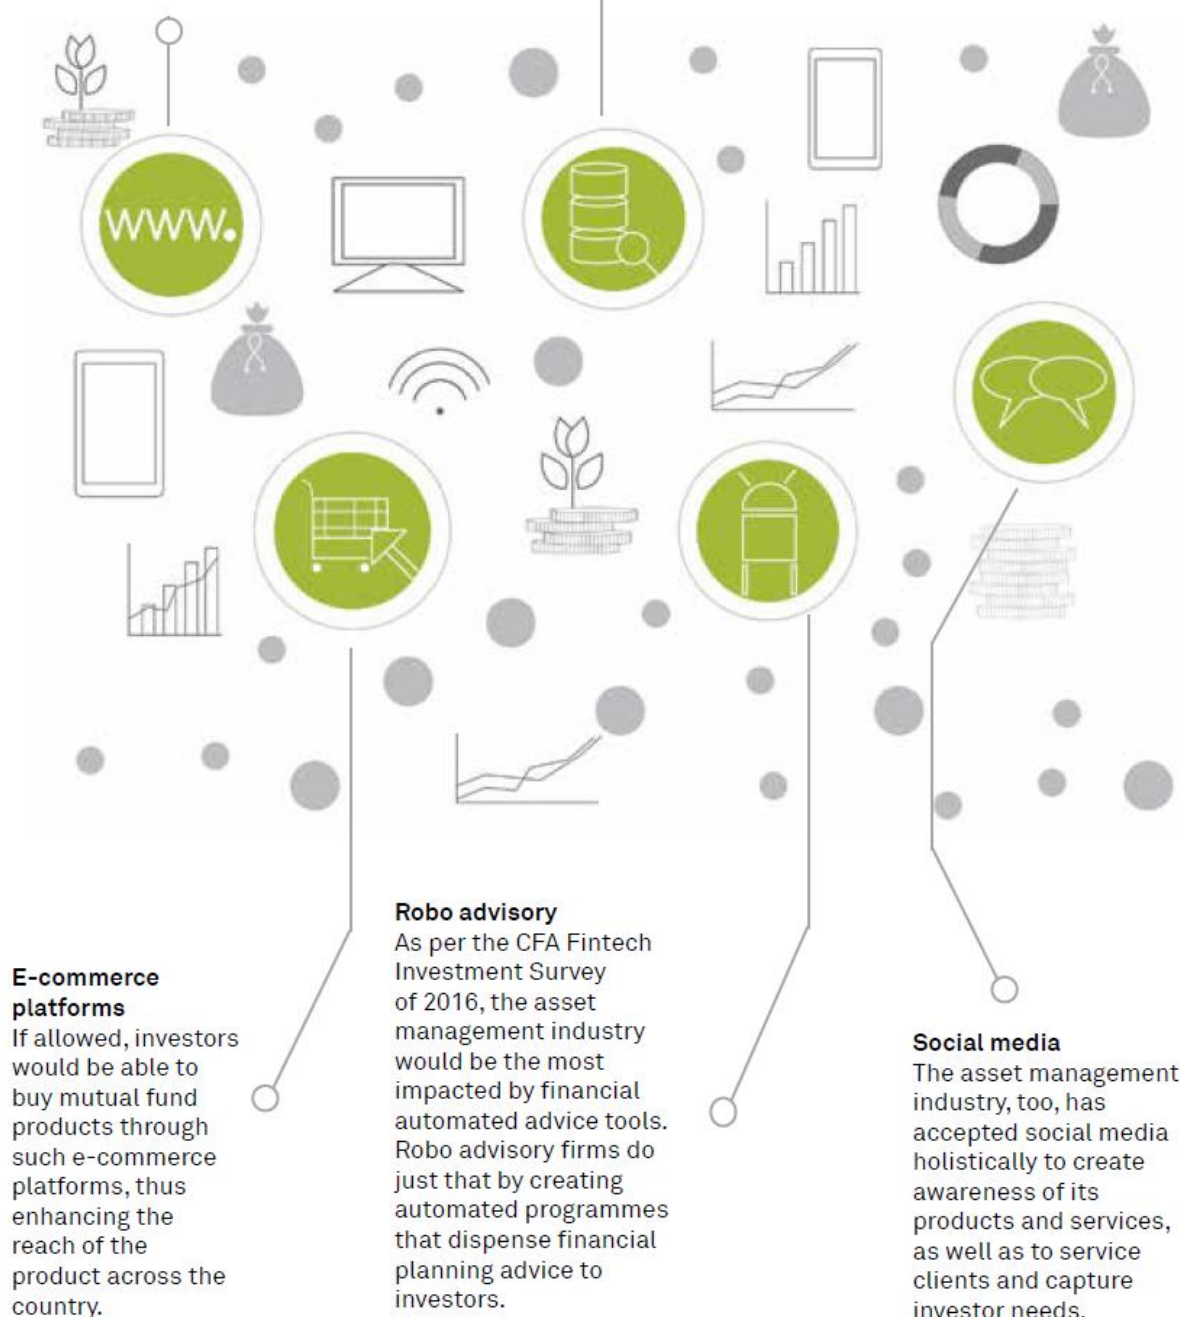 www.
E-commerce
platforms
If allowed, investors
would be able to
buy mutual fund
products through
such e-commerce
platforms, thus
enhancing the
reach of the
product across the
country.
Robo advisory
As per the CFA Fintech
Investment Survey
of 2016, the asset
management industry
would be the most
impacted by financial
automated advice tools.
Robo advisory firms do
just that by creating
automated programmes
that dispense financial
planning advice to
investors.
Social media
The asset management
industry, too, has
accepted social media
holistically to create
awareness of its
products and services,
as well as to service
clients and capture
investor needs.